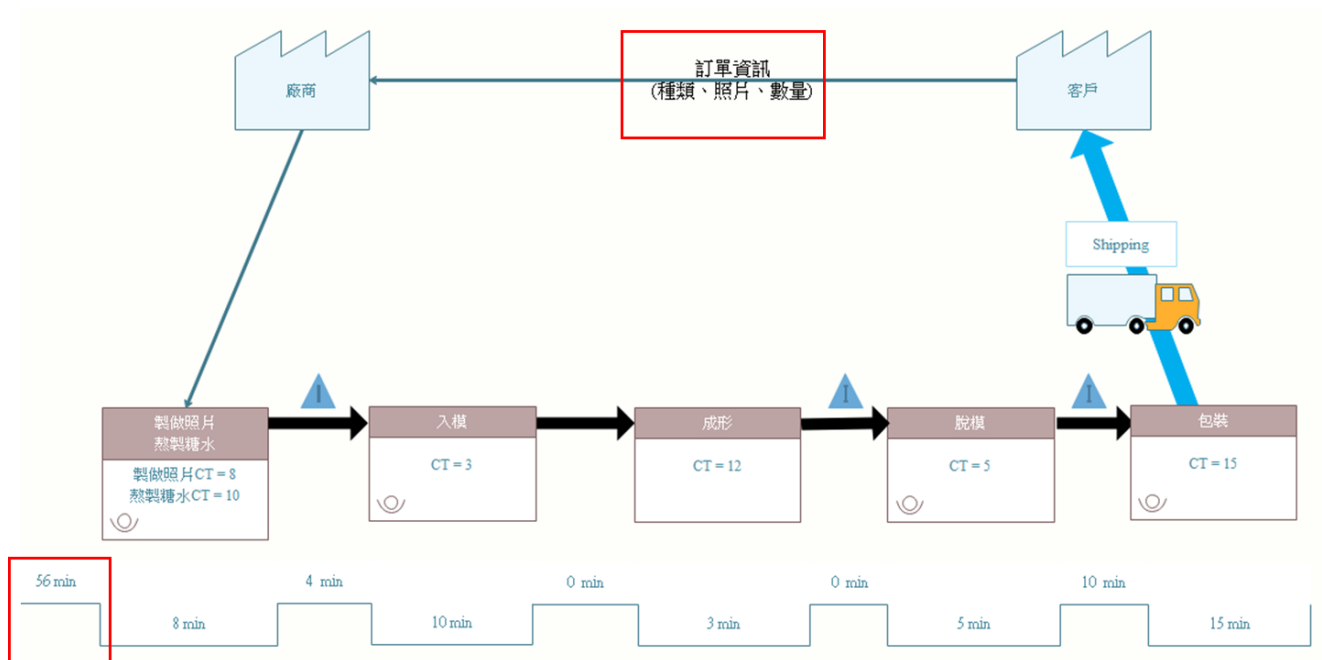 訂單資訊
(種類、照片、數量)
廠商
客戶
Shipping
I
I
I
製做照片
熬製糖水
製做照片CT = 8
熬製糖水CT = 10
入模
CT = 3
成形
CT = 12
脫模
CT = 5
包裝
CT = 15
56 min
4 min
0 min
0 min
10 min
8 min
10 min
3 min
5 min
15 min